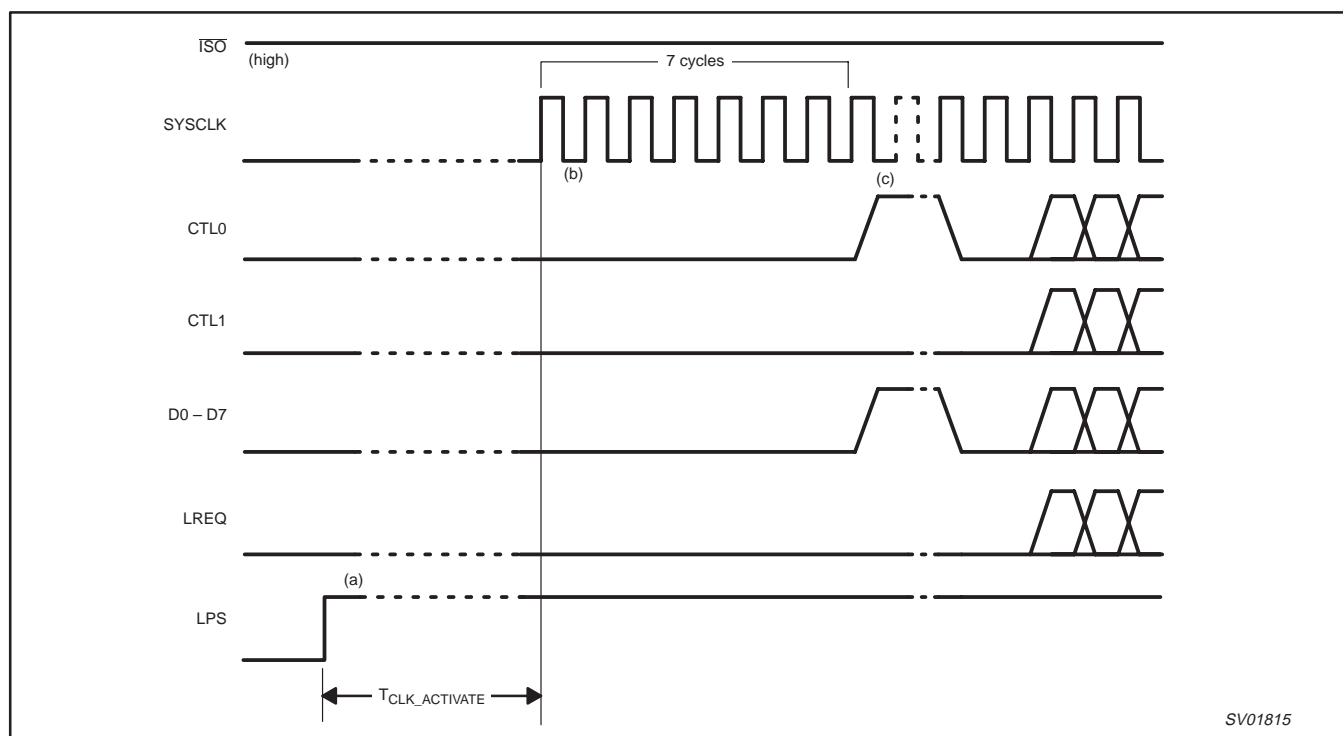 ISO
(high)
7 cycles
SYSCLK
(b)
(c)
CTL0
CTL1
D0 – D7
LREQ
(a)
LPS
TCLK_ACTIVATE
SV01815